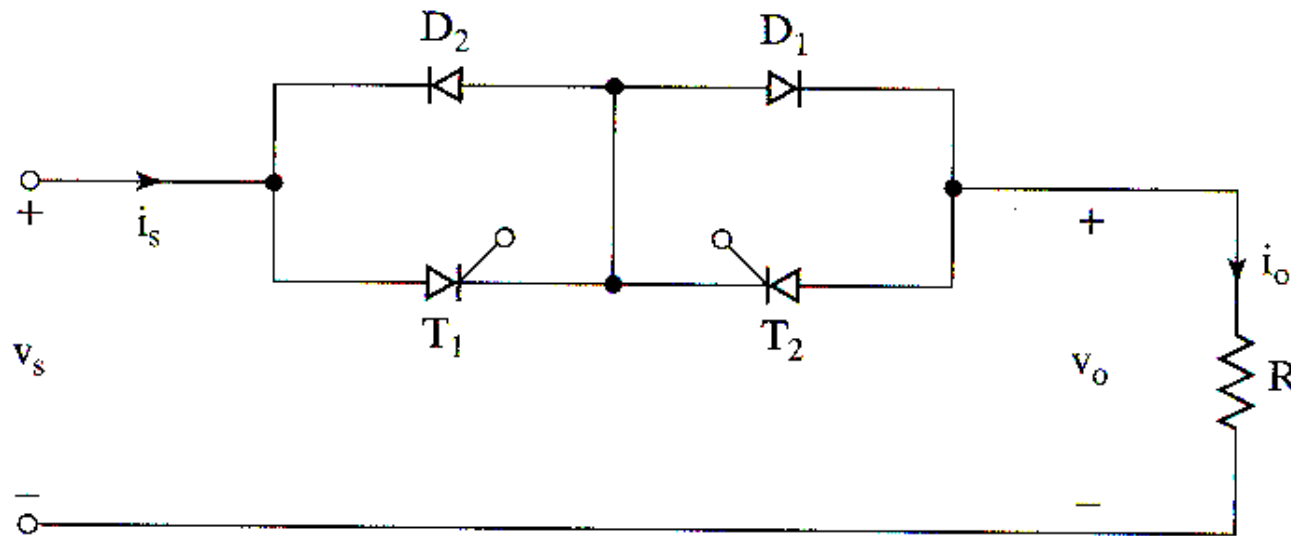 D₂ D₁
+ iₛ + iₒ
T₁ T₂
vₛ vₒ R
− −